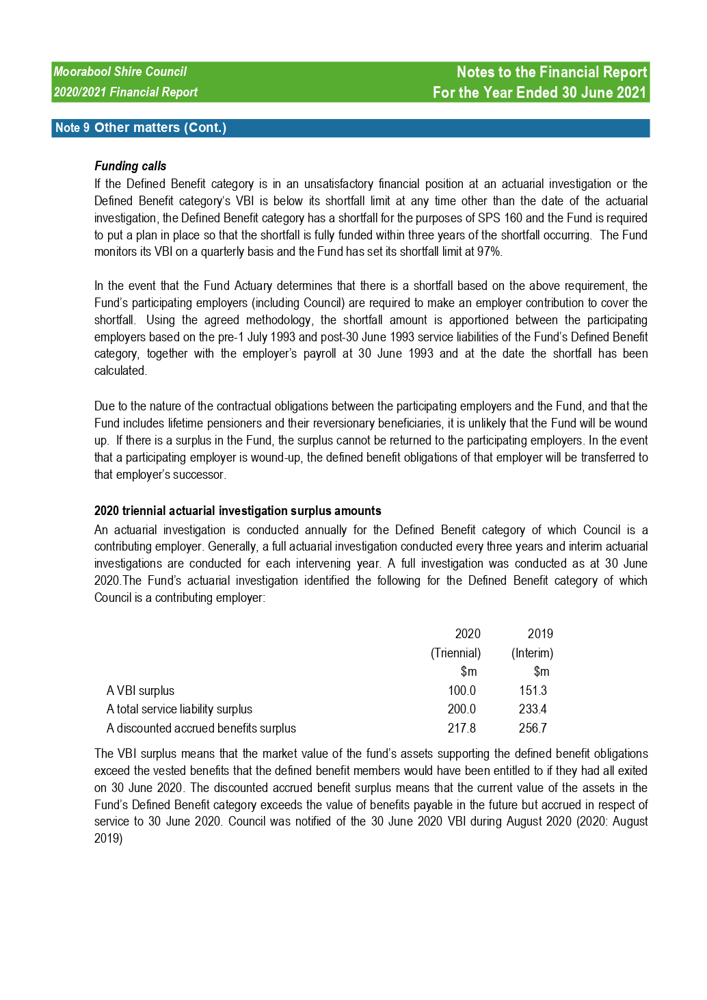 Moorabool Shire Council
Notes to the Financial Report
2020/2021 Financial Report
For the Year Ended 30 June 2021
Note 9 Other matters (Cont.)
Funding calls
If the Defined Benefit category is in an unsatisfactory financial position at an actuarial investigation or the
Defined Benefit category‘s VBI is below its shortfall limit at any time other than the date of the actuarial
investigation, the Defined Benefit category has a shortfall for the purposes of SPS 160 and the Fund is required
to put a plan in place so that the shortfall is fully funded within three years of the shortfall occurring. The Fund
monitors its VBI on a quarterly basis and the Fund has set its shortfall limit at 97%.
In the event that the Fund Actuary determines that there is a shortfall based on the above requirement, the
Fund’s participating employers (including Council) are required to make an employer contribution to cover the
shortfall. Using the agreed methodology, the shortfall amount is apportioned between the participating
employers based on the pre-1 July 1993 and post-30 June 1993 service liabilities of the Fund’s Defined Benefit
category, together with the employer’s payroll at 30 June 1993 and at the date the shortfall has been
calculated.
Due to the nature of the contractual obligations between the participating employers and the Fund, and that the
Fund includes lifetime pensioners and their reversionary beneficiaries, it is unlikely that the Fund will be wound
up. If there is a surplus in the Fund, the surplus cannot be returned to the participating employers. In the event
that a participating employer is wound-up, the defined benefit obligations of that employer will be transferred to
that employer’s successor.
2020 triennial actuarial investigation surplus amounts
An actuarial investigation is conducted annually for the Defined Benefit category of which Council is a
contributing employer. Generally, a full actuarial investigation conducted every three years and interim actuarial
investigations are conducted for each intervening year. A full investigation was conducted as at 30 June
2020.The Fund’s actuarial investigation identified the following for the Defined Benefit category of which
Council is a contributing employer:
2020 2019
(Triennial) (Interim)
$m $m
A VBI surplus 100.0 151.3
A total service liability surplus 200.0 233.4
A discounted accrued benefits surplus 217.8 256.7
The VBI surplus means that the market value of the fund’s assets supporting the defined benefit obligations
exceed the vested benefits that the defined benefit members would have been entitled to if they had all exited
on 30 June 2020. The discounted accrued benefit surplus means that the current value of the assets in the
Fund’s Defined Benefit category exceeds the value of benefits payable in the future but accrued in respect of
service to 30 June 2020. Council was notified of the 30 June 2020 VBI during August 2020 (2020: August
2019)